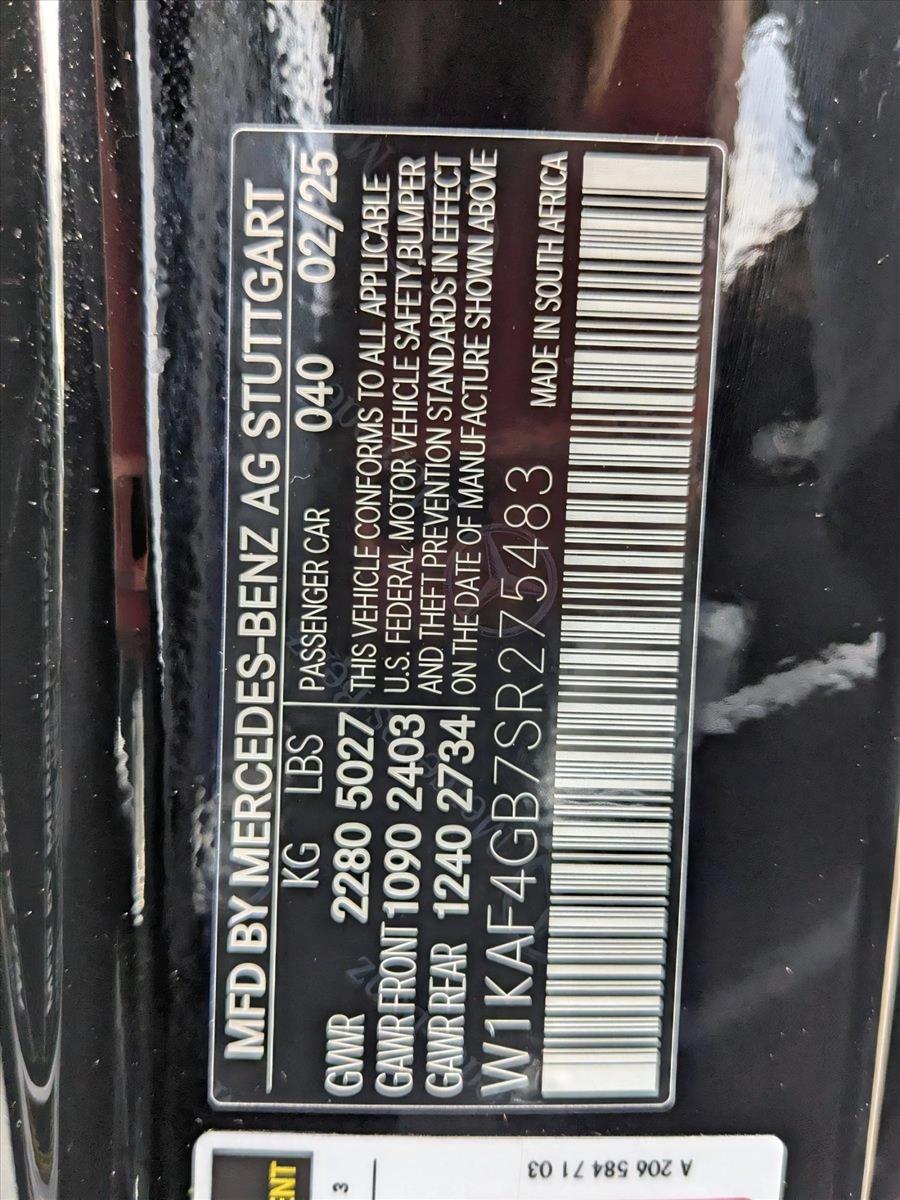 MFD BY MERCEDES-BENZ AG STUTTGART
KG LBS PASSENGER CAR 040 02/25
GVWR 2280 5027
GAWR FRONT 1090 2403
GAWR REAR 1240 2734
THIS VEHICLE CONFORMS TO ALL APPLICABLE
U.S. FEDERAL MOTOR VEHICLE SAFETY,BUMPER
AND THEFT PREVENTION STANDARDS IN EFFECT
ON THE DATE OF MANUFACTURE SHOWN ABOVE
W1KAF4GB7SR275483
MADE IN SOUTH AFRICA
3
A 206 584 71 03